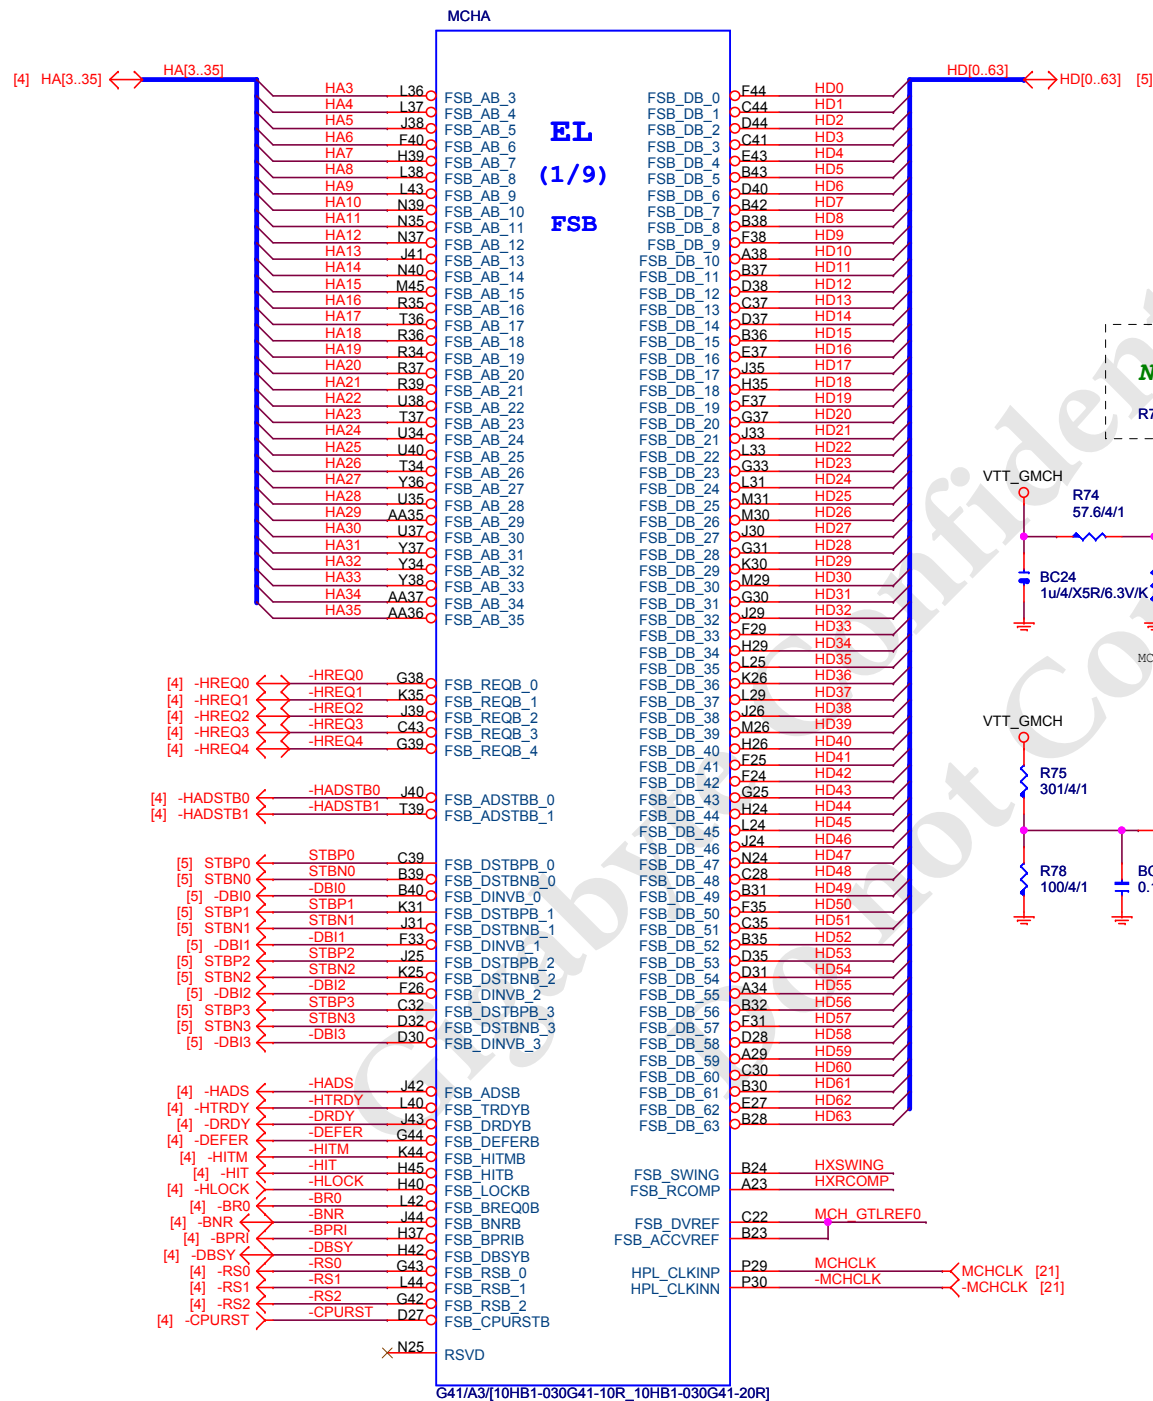 MCHA
[4] HA[3..35] HA[3..35] HD[0..63] HD[0..63] [5]
EL
(1/9)
FSB
HA3 L36 FSB_AB_3
HA4 L37 FSB_AB_4
HA5 J38 FSB_AB_5
HA6 F40 FSB_AB_6
HA7 H39 FSB_AB_7
HA8 L38 FSB_AB_8
HA9 L43 FSB_AB_9
HA10 N39 FSB_AB_10
HA11 N35 FSB_AB_11
HA12 N37 FSB_AB_12
HA13 J41 FSB_AB_13
HA14 N40 FSB_AB_14
HA15 M45 FSB_AB_15
HA16 R35 FSB_AB_16
HA17 T36 FSB_AB_17
HA18 R36 FSB_AB_18
HA19 R34 FSB_AB_19
HA20 R37 FSB_AB_20
HA21 R39 FSB_AB_21
HA22 U38 FSB_AB_22
HA23 T37 FSB_AB_23
HA24 U34 FSB_AB_24
HA25 U40 FSB_AB_25
HA26 T34 FSB_AB_26
HA27 Y36 FSB_AB_27
HA28 U35 FSB_AB_28
HA29 AA35 FSB_AB_29
HA30 U37 FSB_AB_30
HA31 Y37 FSB_AB_31
HA32 Y34 FSB_AB_32
HA33 Y38 FSB_AB_33
HA34 AA37 FSB_AB_34
HA35 AA36 FSB_AB_35
[4] -HREQ0 -HREQ0 G38 FSB_REQB_0
[4] -HREQ1 -HREQ1 K35 FSB_REQB_1
[4] -HREQ2 -HREQ2 J39 FSB_REQB_2
[4] -HREQ3 -HREQ3 C43 FSB_REQB_3
[4] -HREQ4 -HREQ4 G39 FSB_REQB_4
[4] -HADSTB0 -HADSTB0 J40 FSB_ADSTBB_0
[4] -HADSTB1 -HADSTB1 T39 FSB_ADSTBB_1
[5] STBP0 STBP0 C39 FSB_DSTBPB_0
[5] STBN0 STBN0 B39 FSB_DSTBNB_0
[5] -DBI0 -DBI0 B40 FSB_DINVB_0
[5] STBP1 STBP1 K31 FSB_DSTBPB_1
[5] STBN1 STBN1 J31 FSB_DSTBNB_1
[5] -DBI1 -DBI1 F33 FSB_DINVB_1
[5] STBP2 STBP2 J25 FSB_DSTBPB_2
[5] STBN2 STBN2 K25 FSB_DSTBNB_2
[5] -DBI2 -DBI2 F26 FSB_DINVB_2
[5] STBP3 STBP3 C32 FSB_DSTBPB_3
[5] STBN3 STBN3 D32 FSB_DSTBNB_3
[5] -DBI3 -DBI3 D30 FSB_DINVB_3
[4] -HADS -HADS J42 FSB_ADSB
[4] -HTRDY -HTRDY L40 FSB_TRDYB
[4] -DRDY -DRDY J43 FSB_DRDYB
[4] -DEFER -DEFER G44 FSB_DEFERB
[4] -HITM -HITM K44 FSB_HITMB
[4] -HIT -HIT H45 FSB_HITB
[4] -HLOCK -HLOCK H40 FSB_LOCKB
[4] -BR0 -BR0 L42 FSB_BREQ0B
[4] -BNR -BNR J44 FSB_BNRB
[4] -BPRI -BPRI H37 FSB_BPRIB
[4] -DBSY -DBSY H42 FSB_DBSYB
[4] -RS0 -RS0 G43 FSB_RSB_0
[4] -RS1 -RS1 L44 FSB_RSB_1
[4] -RS2 -RS2 G42 FSB_RSB_2
[4] -CPURST -CPURST D27 FSB_CPURSTB
N25 RSVD
FSB_DB_0 F44 HD0
FSB_DB_1 C44 HD1
FSB_DB_2 D44 HD2
FSB_DB_3 C41 HD3
FSB_DB_4 E43 HD4
FSB_DB_5 B43 HD5
FSB_DB_6 D40 HD6
FSB_DB_7 B42 HD7
FSB_DB_8 B38 HD8
FSB_DB_9 F38 HD9
FSB_DB_10 A38 HD10
FSB_DB_11 B37 HD11
FSB_DB_12 D38 HD12
FSB_DB_13 C37 HD13
FSB_DB_14 D37 HD14
FSB_DB_15 B36 HD15
FSB_DB_16 E37 HD16
FSB_DB_17 J35 HD17
FSB_DB_18 H35 HD18
FSB_DB_19 F37 HD19
FSB_DB_20 G37 HD20
FSB_DB_21 J33 HD21
FSB_DB_22 L33 HD22
FSB_DB_23 G33 HD23
FSB_DB_24 L31 HD24
FSB_DB_25 M31 HD25
FSB_DB_26 M30 HD26
FSB_DB_27 J30 HD27
FSB_DB_28 G31 HD28
FSB_DB_29 K30 HD29
FSB_DB_30 M29 HD30
FSB_DB_31 G30 HD31
FSB_DB_32 J29 HD32
FSB_DB_33 F29 HD33
FSB_DB_34 H29 HD34
FSB_DB_35 L25 HD35
FSB_DB_36 K26 HD36
FSB_DB_37 L29 HD37
FSB_DB_38 J26 HD38
FSB_DB_39 M26 HD39
FSB_DB_40 H26 HD40
FSB_DB_41 F25 HD41
FSB_DB_42 F24 HD42
FSB_DB_43 G25 HD43
FSB_DB_44 H24 HD44
FSB_DB_45 L24 HD45
FSB_DB_46 J24 HD46
FSB_DB_47 N24 HD47
FSB_DB_48 C28 HD48
FSB_DB_49 B31 HD49
FSB_DB_50 F35 HD50
FSB_DB_51 C35 HD51
FSB_DB_52 B35 HD52
FSB_DB_53 D35 HD53
FSB_DB_54 D31 HD54
FSB_DB_55 A34 HD55
FSB_DB_56 B32 HD56
FSB_DB_57 F31 HD57
FSB_DB_58 D28 HD58
FSB_DB_59 A29 HD59
FSB_DB_60 C30 HD60
FSB_DB_61 B30 HD61
FSB_DB_62 E27 HD62
FSB_DB_63 B28 HD63
FSB_SWING B24 HXSWING
FSB_RCOMP A23 HXRCOMP
FSB_DVREF C22 MCH_GTLREF0
FSB_ACCVREF B23
HPL_CLKINP P29 MCHCLK MCHCLK [21]
HPL_CLKINN P30 -MCHCLK -MCHCLK [21]
G41/A3/[10HB1-030G41-10R_10HB1-030G41-20R]
N
R7
VTT_GMCH
R74
57.6/4/1
BC24
1u/4/X5R/6.3V/K
MC
VTT_GMCH
R75
301/4/1
R78
100/4/1
BC
0.1
Gigabyte Confident
Do not Co